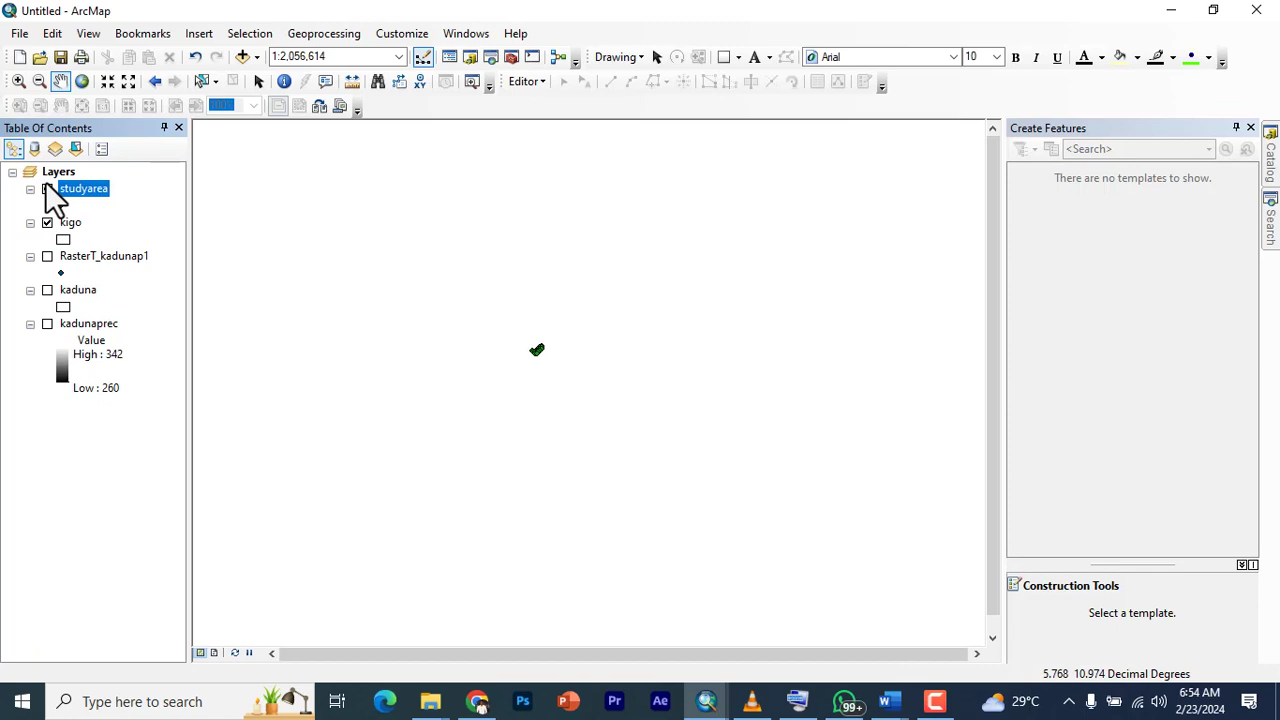 Untitled - ArcMap
File Edit View Bookmarks Insert Selection Geoprocessing Customize Windows Help
1:2,056,614 Drawing Arial 10 B I U A
Editor
Table Of Contents
Layers
studyarea
kigo
RasterT_kadunap1
kaduna
kadunaprec
Value
High : 342
Low : 260
Create Features
<Search>
There are no templates to show.
Catalog
Search
Construction Tools
Select a template.
5.768 10.974 Decimal Degrees
Type here to search
99+
29°C
6:54 AM
2/23/2024